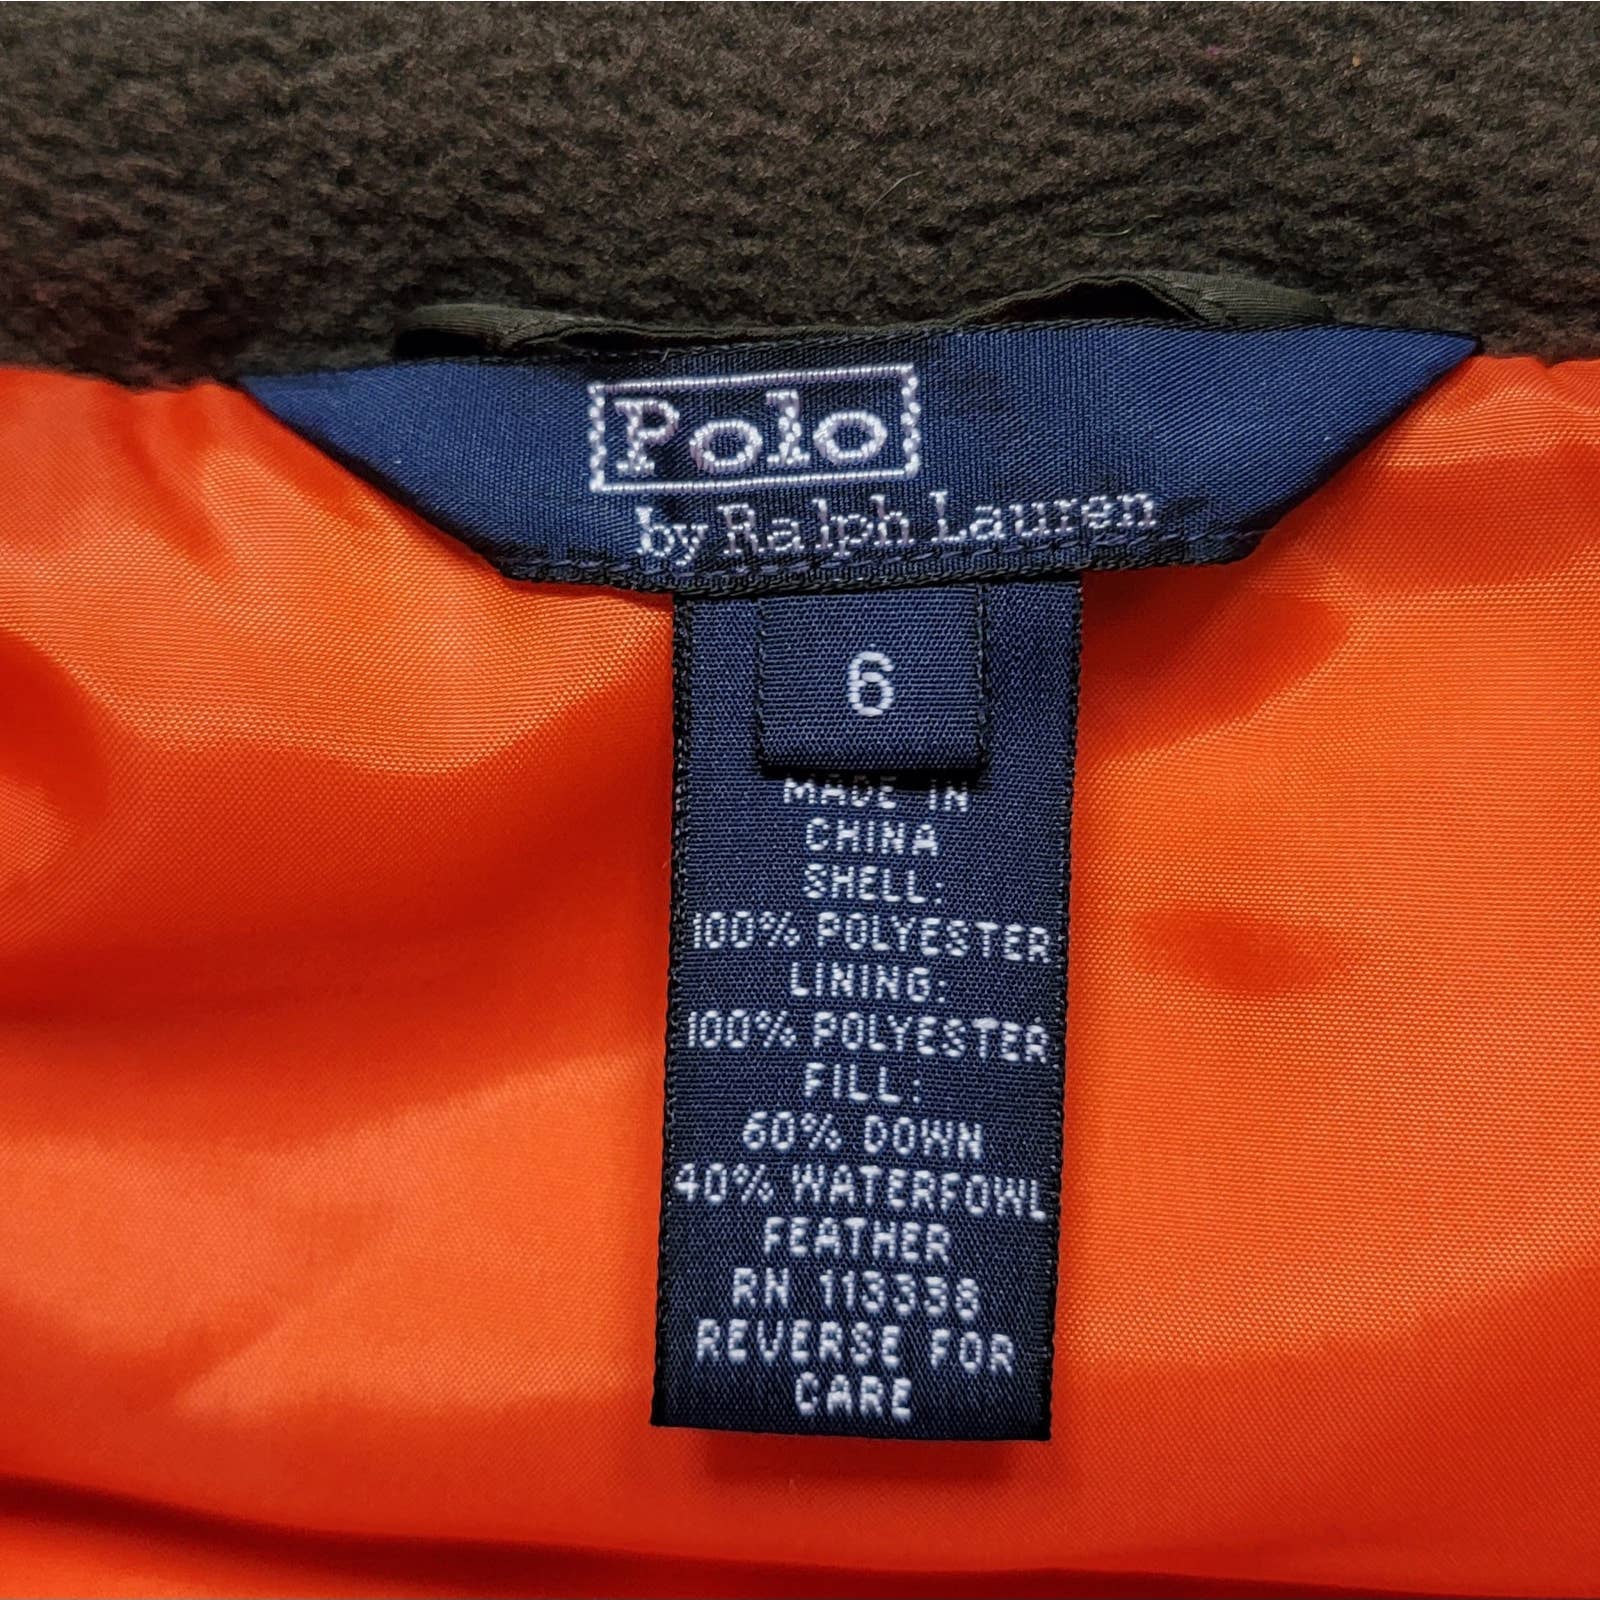 Polo
by Ralph Lauren
6
MADE IN
CHINA
SHELL:
100% POLYESTER
LINING:
100% POLYESTER
FILL:
60% DOWN
40% WATERFOWL
FEATHER
RN 113338
REVERSE FOR
CARE